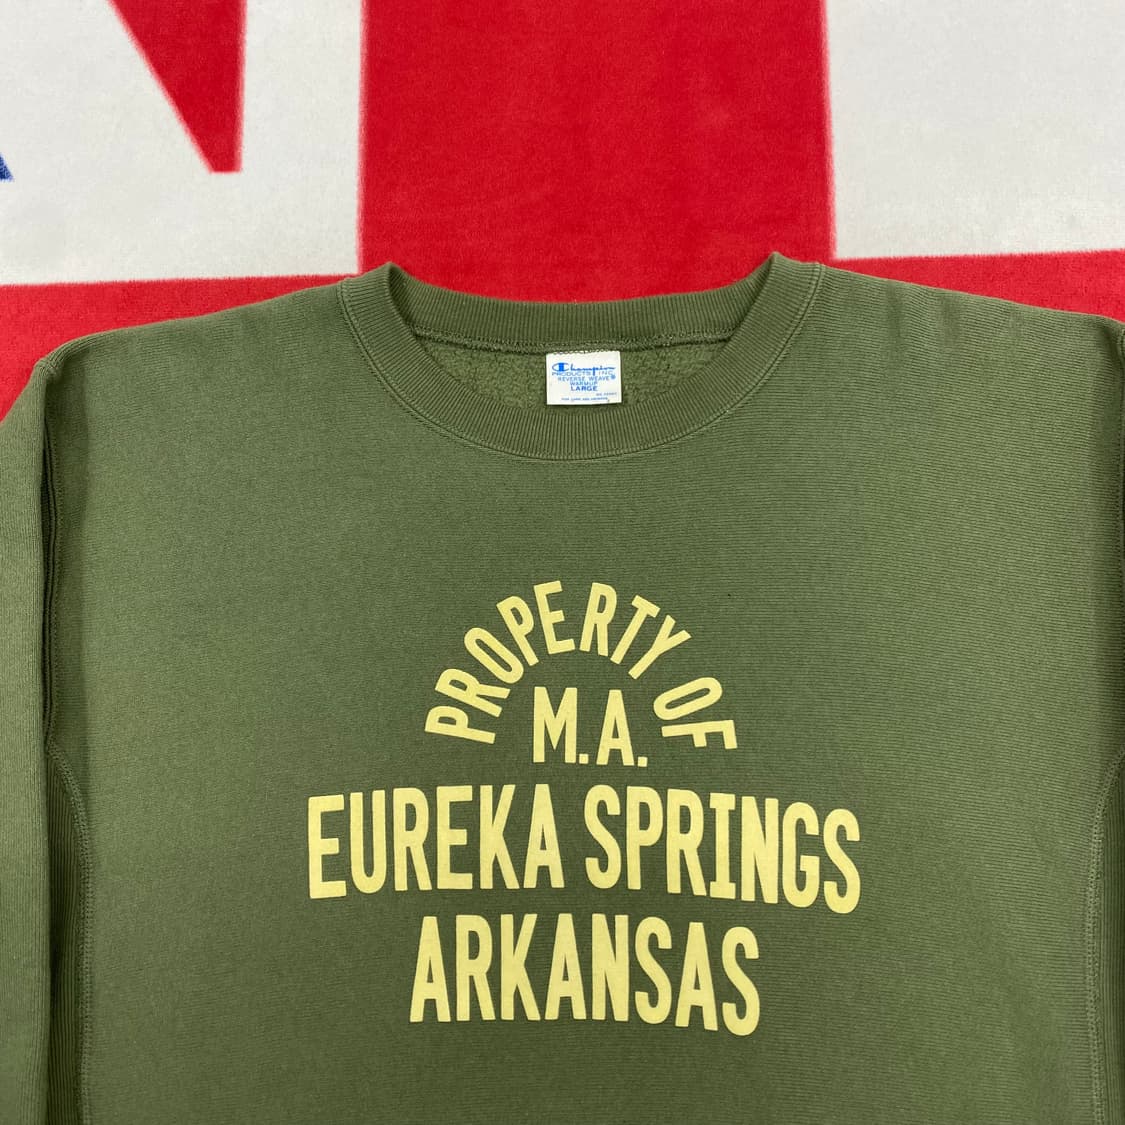 Champion
PRODUCTS INC.
REVERSE WEAVE®
WARMUP
LARGE
PROPERTY OF
M.A.
EUREKA SPRINGS
ARKANSAS